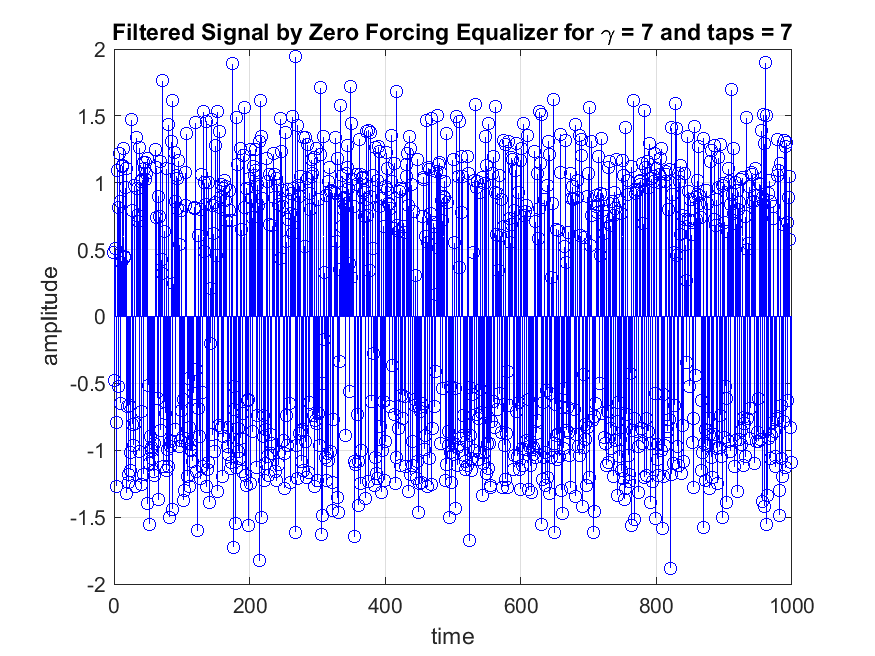 Filtered Signal by Zero Forcing Equalizer for γ = 7 and taps = 7
2
1.5
1
0.5
0
-0.5
-1
-1.5
-2
amplitude
0 200 400 600 800 1000
time